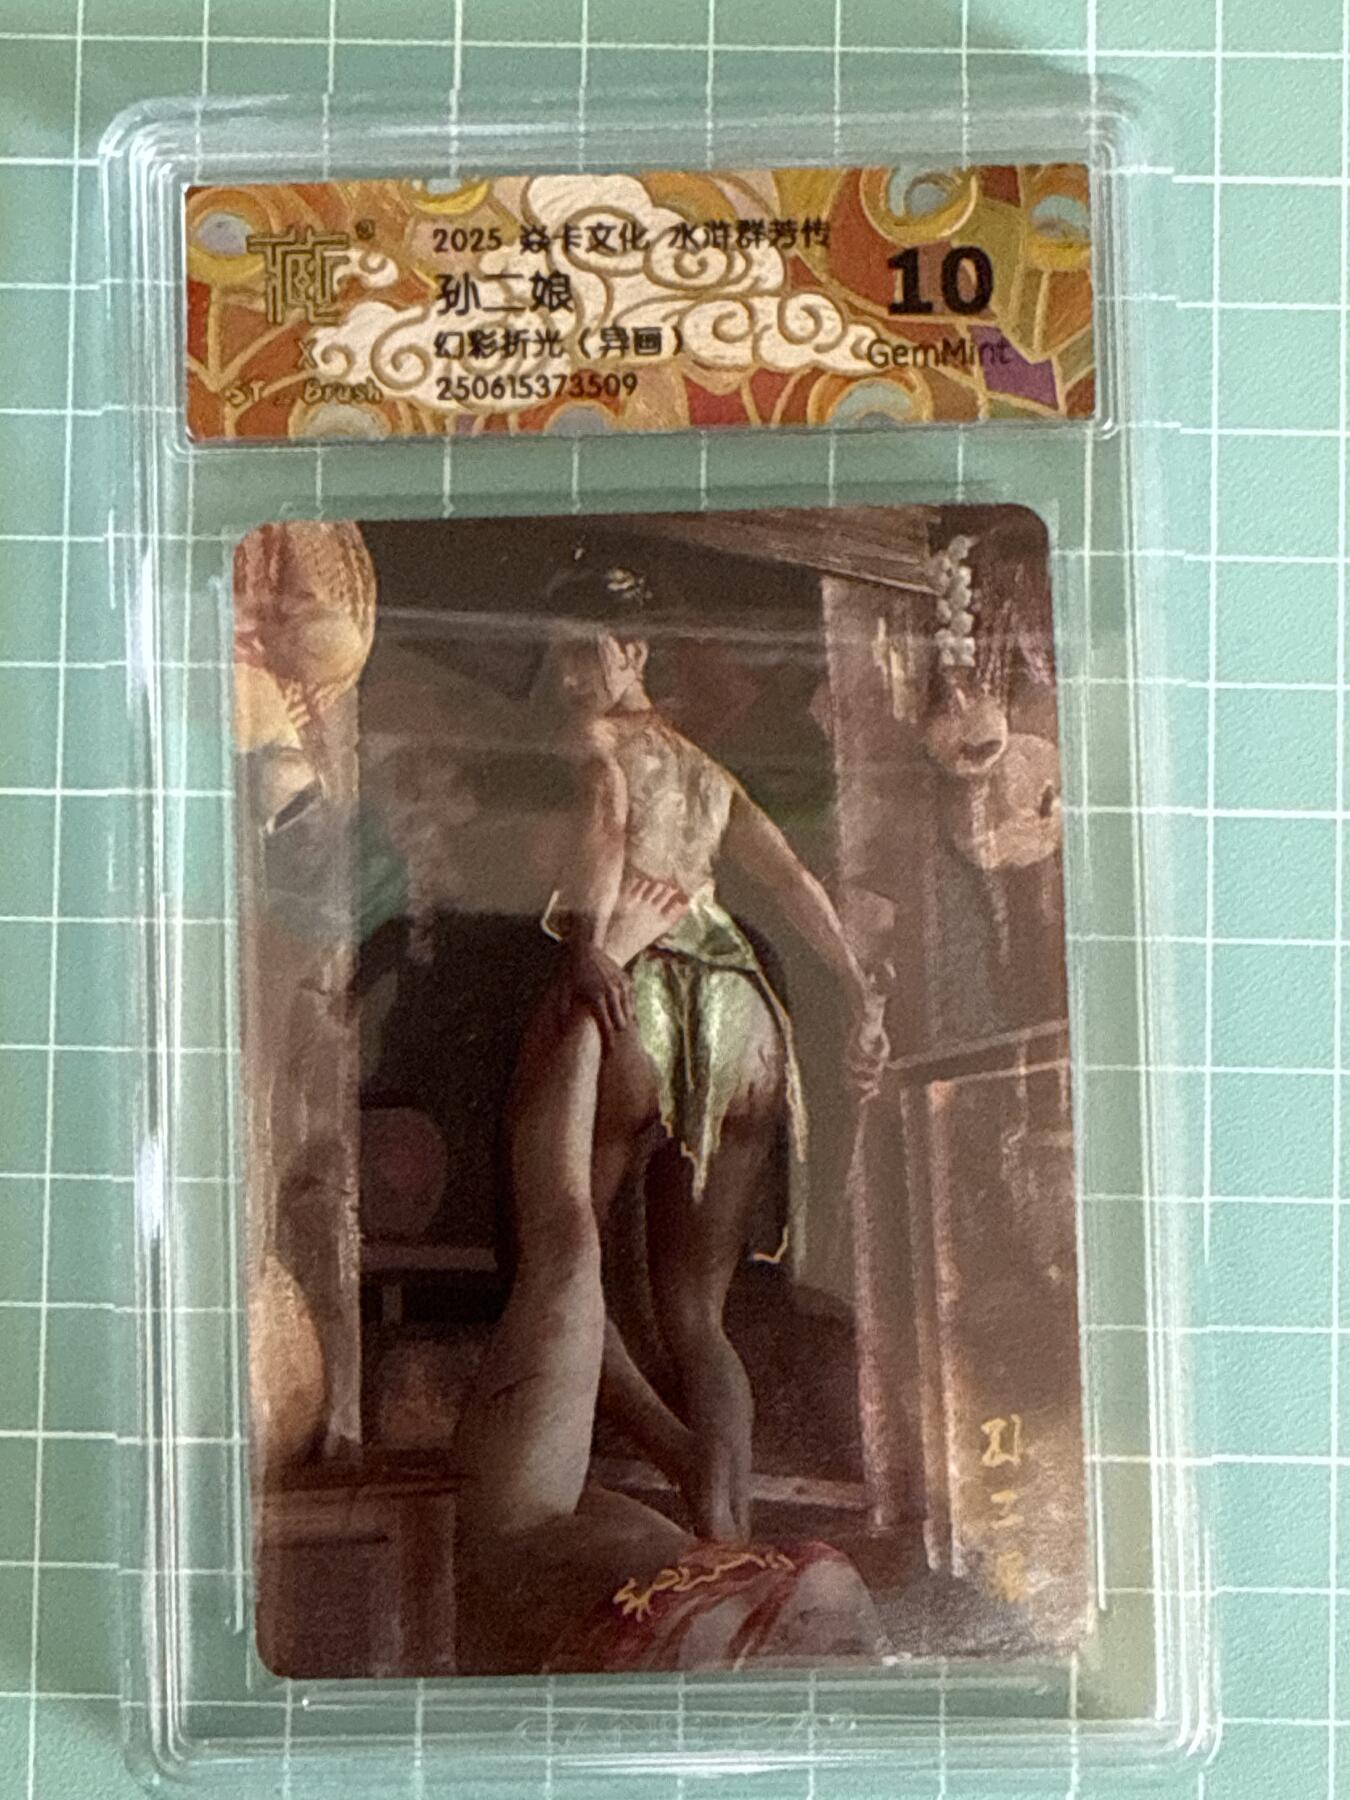 2025 焱卡文化 水浒群芳传
孙二娘
幻彩折光（异画）
250615373509
10
GemMint
X
ST_brush
孙二娘